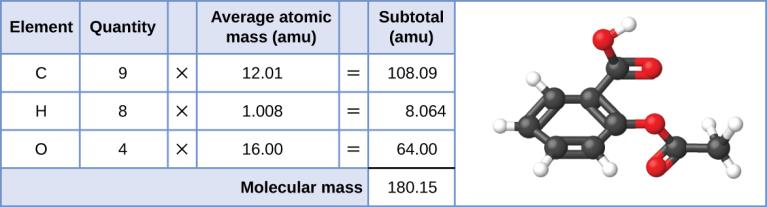 Element Quantity Average atomic mass (amu) Subtotal (amu)
C 9 × 12.01 = 108.09
H 8 × 1.008 = 8.064
O 4 × 16.00 = 64.00
Molecular mass 180.15